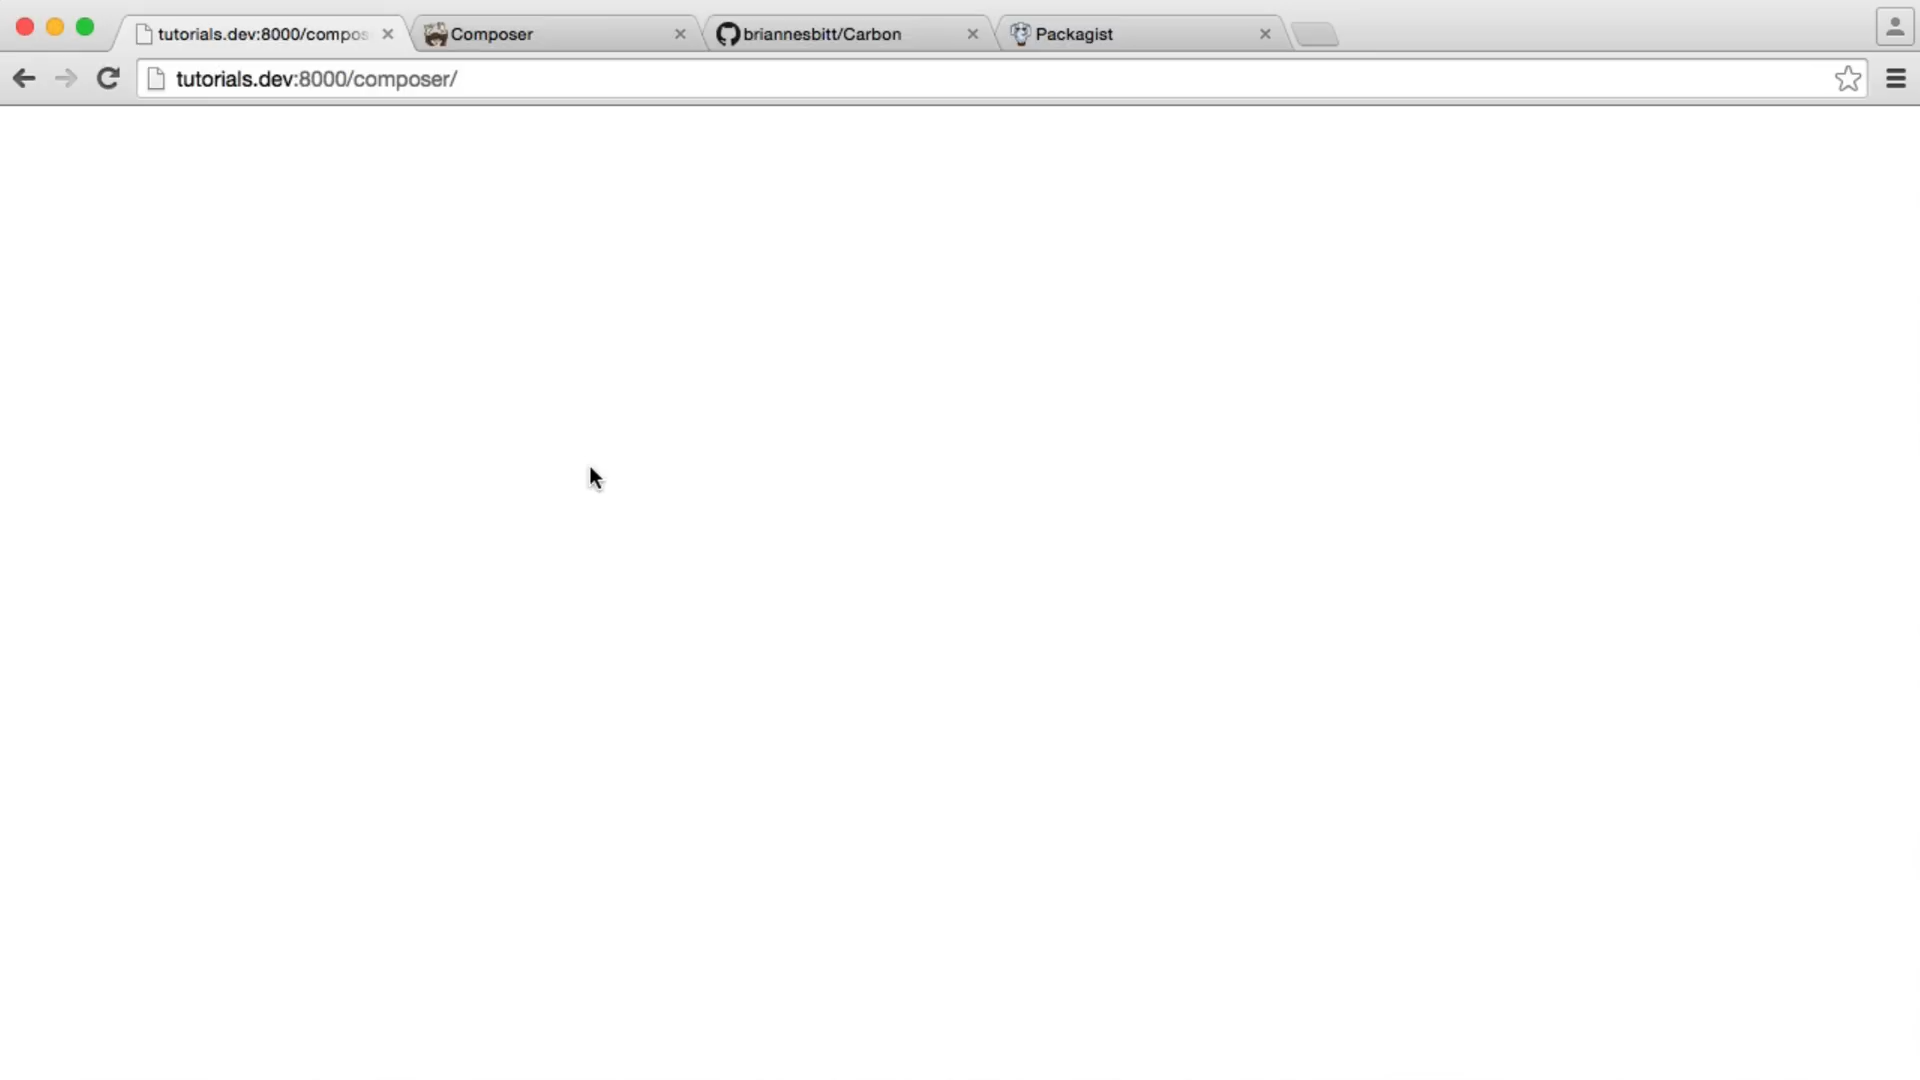 tutorials.dev:8000/compos
Composer
briannesbitt/Carbon
Packagist
tutorials.dev:8000/composer/